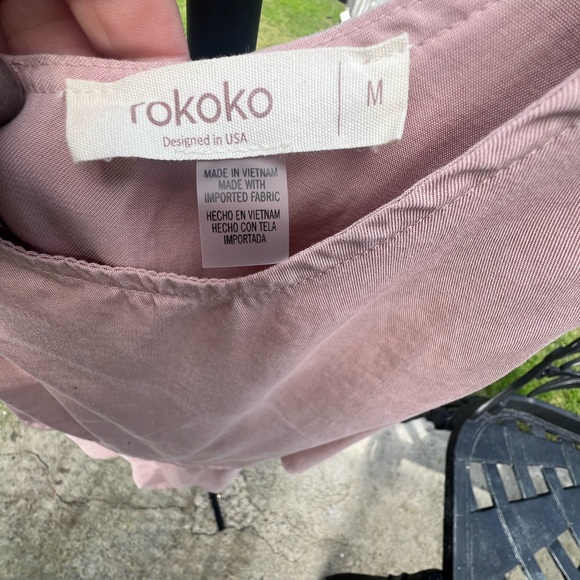 rokoko
M
Designed in USA
MADE IN VIETNAM
MADE WITH
IMPORTED FABRIC
HECHO EN VIETNAM
HECHO CON TELA
IMPORTADA